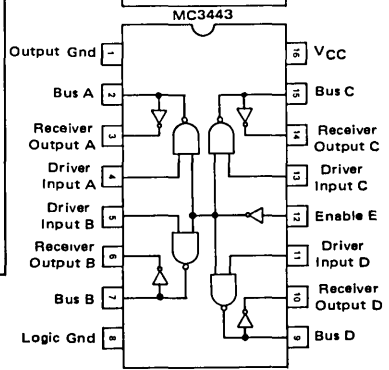 MC3443
Output Gnd 1
Bus A 2
Receiver
Output A 3
Driver
Input A 4
Driver
Input B 5
Receiver
Output B 6
Bus B 7
Logic Gnd 8
16 VCC
15 Bus C
14 Receiver
Output C
13 Driver
Input C
12 Enable E
11 Driver
Input D
10 Receiver
Output D
9 Bus D